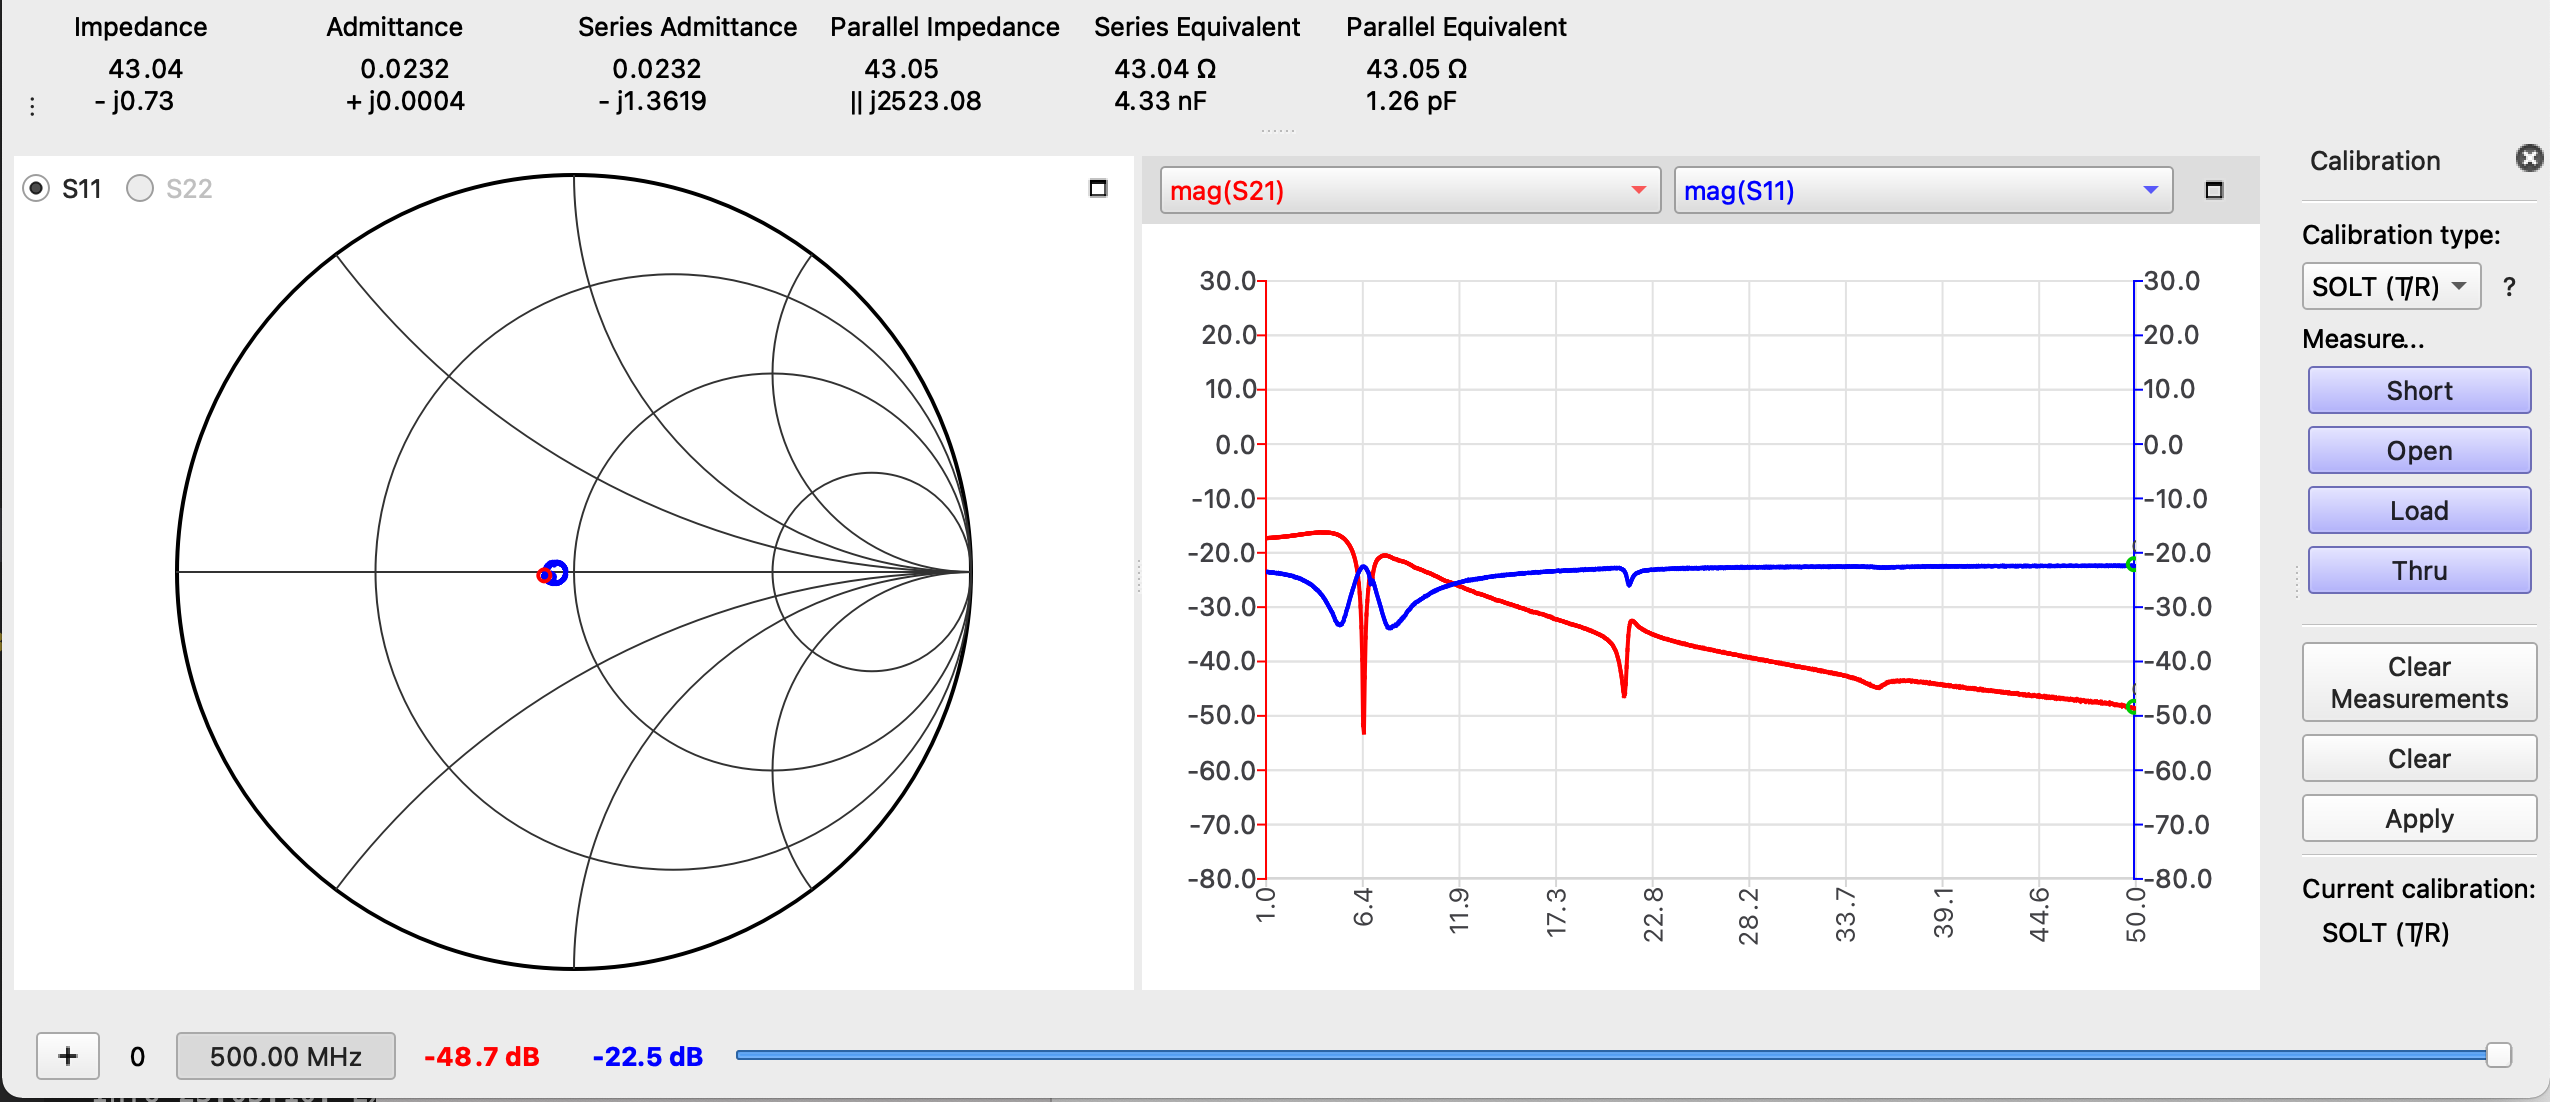 Impedance Admittance Series Admittance Parallel Impedance Series Equivalent Parallel Equivalent
43.04 0.0232 0.0232 43.05 43.04 Ω 43.05 Ω
- j0.73 + j0.0004 - j1.3619 || j2523.08 4.33 nF 1.26 pF
S11 S22
mag(S21) mag(S11)
30.0
20.0
10.0
0.0
-10.0
-20.0
-30.0
-40.0
-50.0
-60.0
-70.0
-80.0
30.0
20.0
10.0
0.0
-10.0
-20.0
-30.0
-40.0
-50.0
-60.0
-70.0
-80.0
1.0 6.4 11.9 17.3 22.8 28.2 33.7 39.1 44.6 50.0
Calibration
Calibration type:
SOLT (T/R) ?
Measure...
Short
Open
Load
Thru
Clear
Measurements
Clear
Apply
Current calibration:
SOLT (T/R)
+ 0 500.00 MHz -48.7 dB -22.5 dB